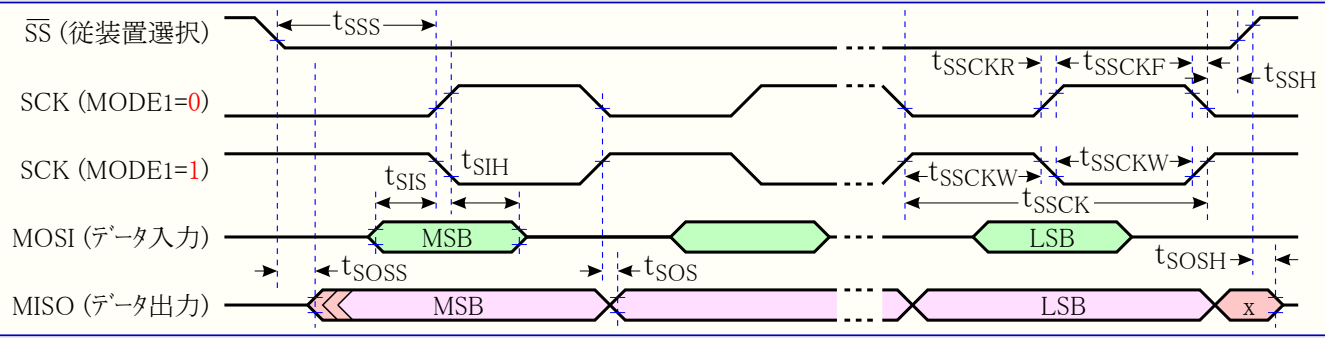 SS (従装置選択)
tSSS
tSSCKR
tSSCKF
tSSH
SCK (MODE1=0)
SCK (MODE1=1)
tSIS
tSIH
tSSCKW
tSSCKW
tSSCK
MOSI (データ入力)
MSB
LSB
tSOSS
tSOS
tSOSH
MISO (データ出力)
MSB
LSB
x